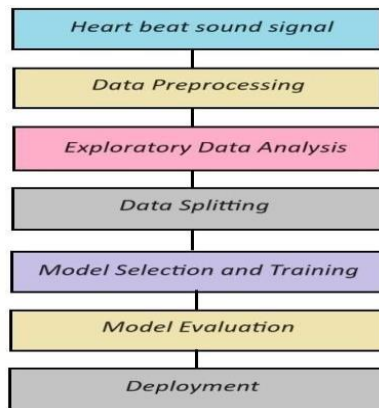 Heart beat sound signal
Data Preprocessing
Exploratory Data Analysis
Data Splitting
Model Selection and Training
Model Evaluation
Deployment